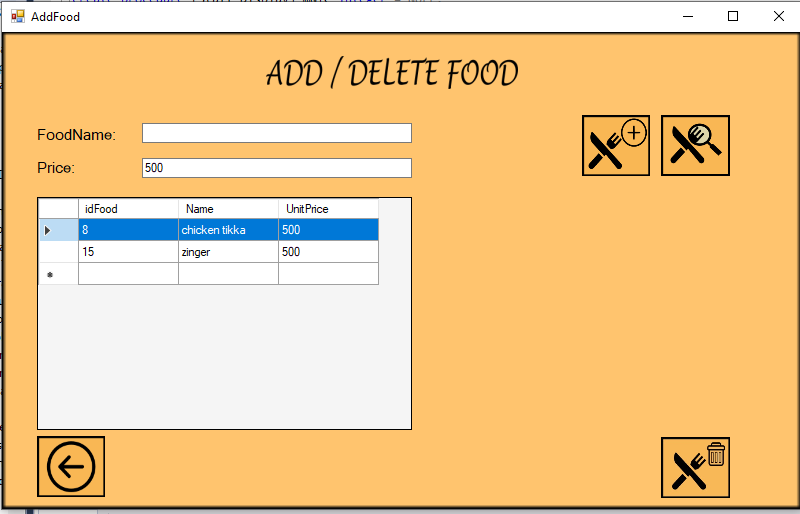 AddFood
ADD / DELETE FOOD
FoodName:
Price: 500
idFood Name UnitPrice
8 chicken tikka 500
15 zinger 500